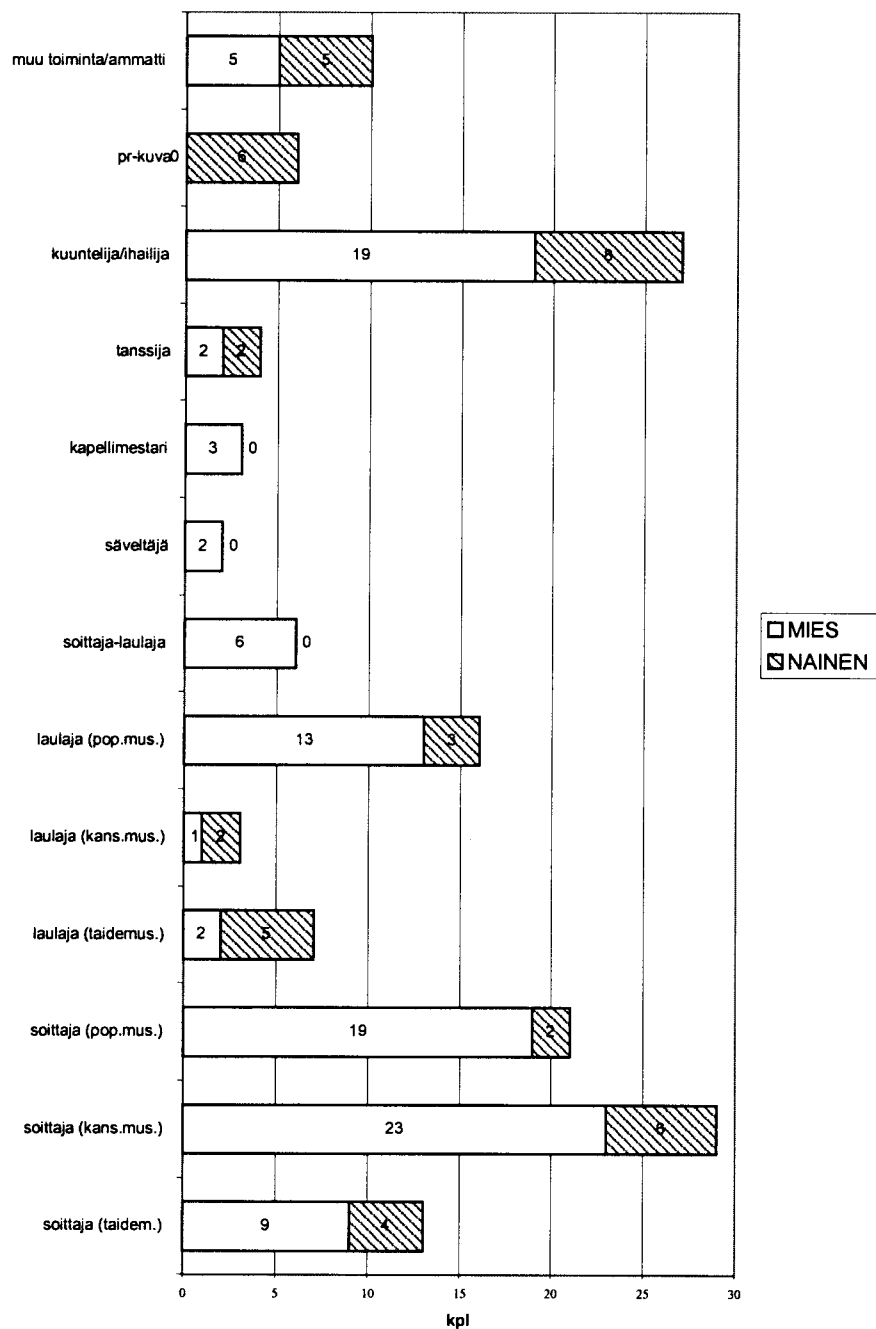 muu toiminta/ammatti 5 5
pr-kuva 0 6
kuuntelija/ihailija 19 8
tanssija 2 2
kapellimestari 3 0
säveltäjä 2 0
soittaja-laulaja 6 0
MIES
NAINEN
laulaja (pop.mus.) 13 3
laulaja (kans.mus.) 1 2
laulaja (taidemus.) 2 5
soittaja (pop.mus.) 19 2
soittaja (kans.mus.) 23 6
soittaja (taidem.) 9 4
0 5 10 15 20 25 30
kpl